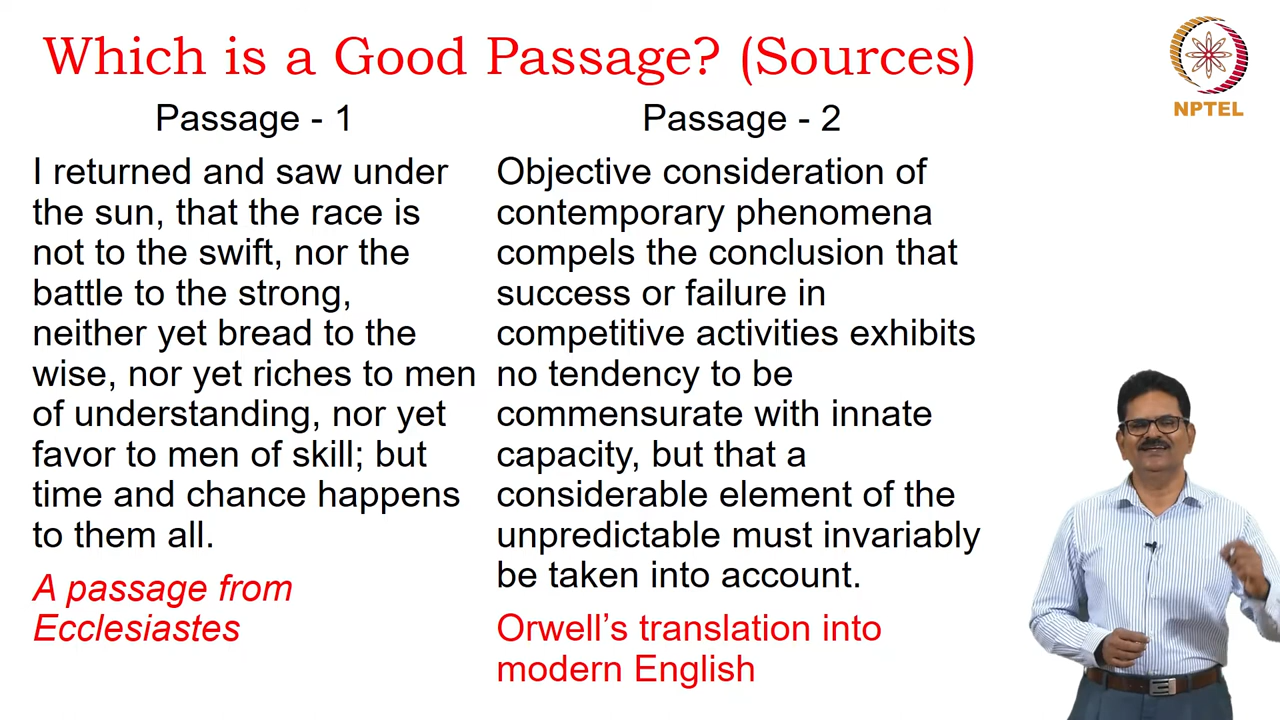 Which is a Good Passage? (Sources)
NPTEL
Passage - 1
I returned and saw under
the sun, that the race is
not to the swift, nor the
battle to the strong,
neither yet bread to the
wise, nor yet riches to men
of understanding, nor yet
favor to men of skill; but
time and chance happens
to them all.
A passage from
Ecclesiastes
Passage - 2
Objective consideration of
contemporary phenomena
compels the conclusion that
success or failure in
competitive activities exhibits
no tendency to be
commensurate with innate
capacity, but that a
considerable element of the
unpredictable must invariably
be taken into account.
Orwell’s translation into
modern English